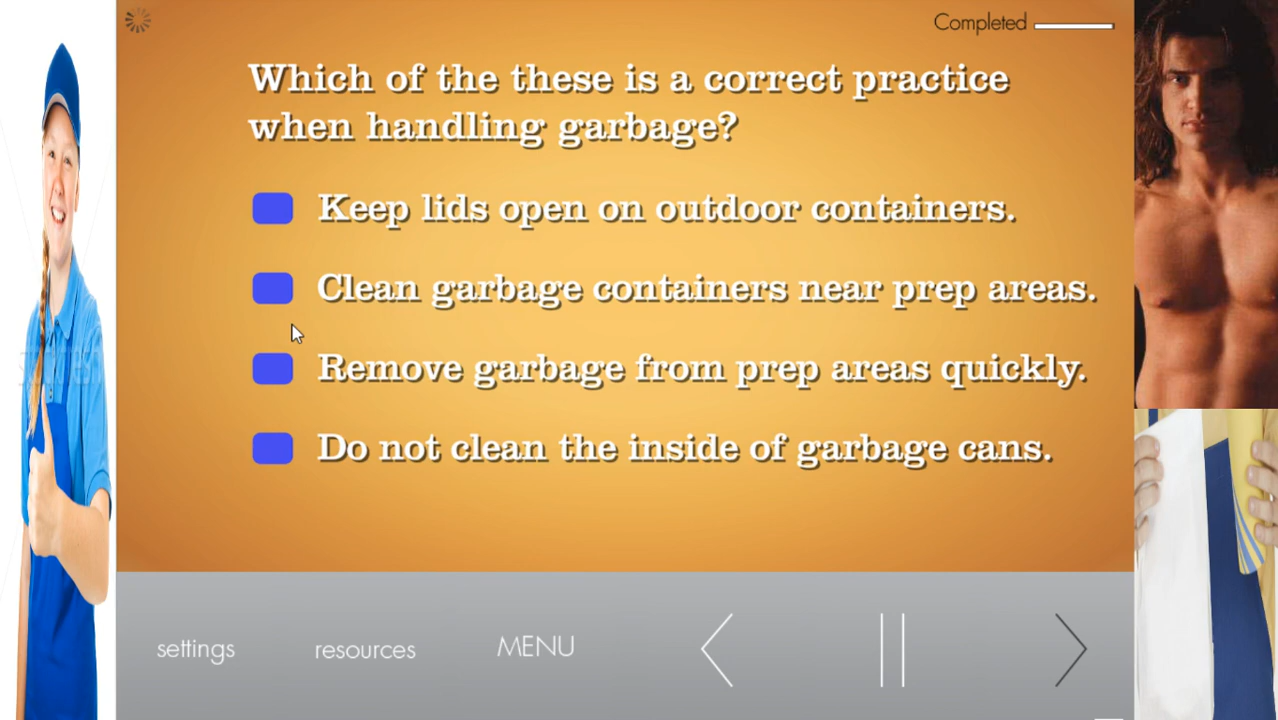 Completed
Which of the these is a correct practice
when handling garbage?
Keep lids open on outdoor containers.
Clean garbage containers near prep areas.
Remove garbage from prep areas quickly.
Do not clean the inside of garbage cans.
settings
resources
MENU